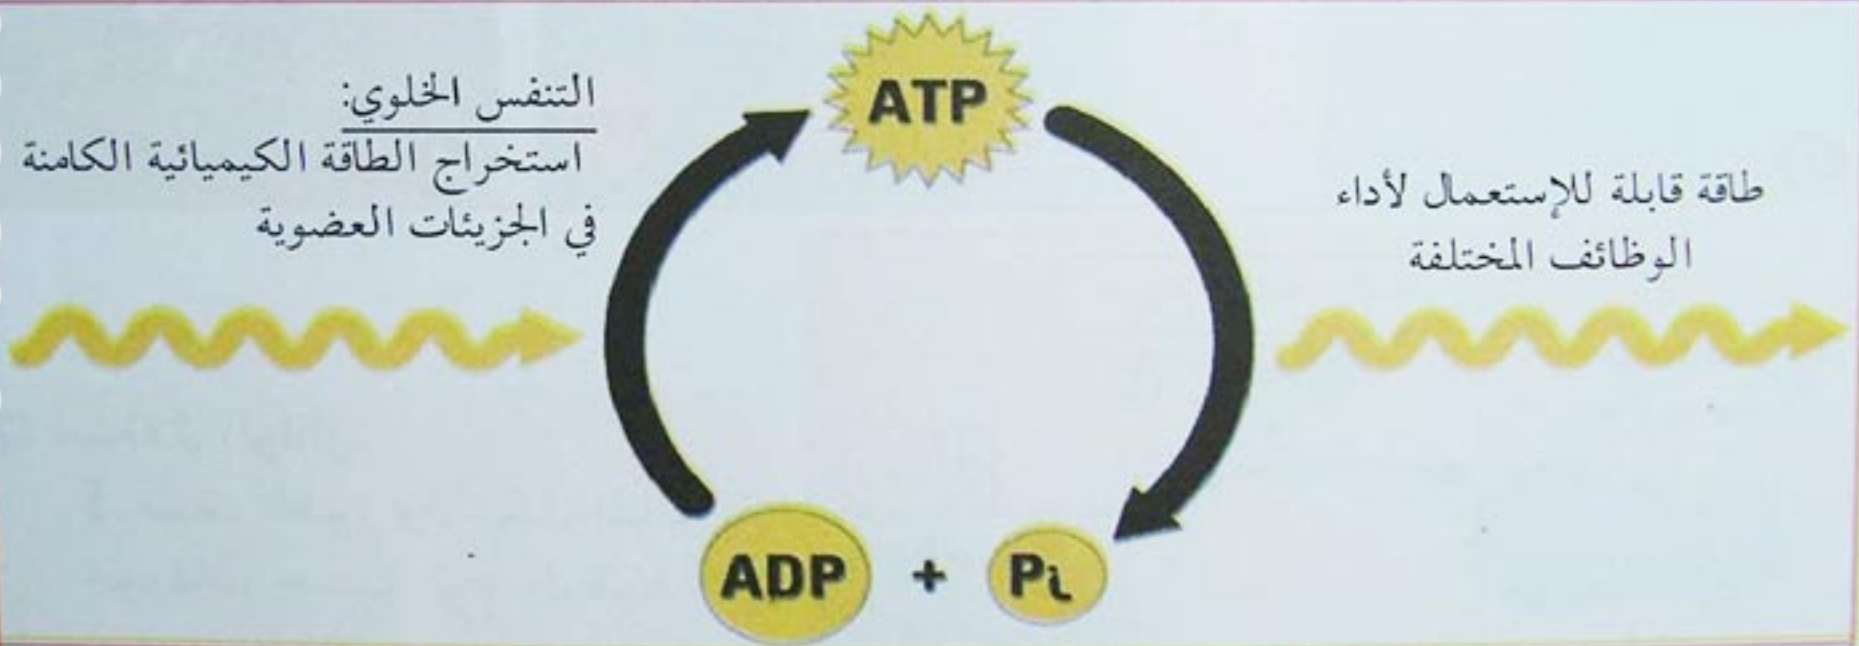 ATP
التنفس الخلوي:
استخراج الطاقة الكيميائية الكامنة
في الجزيئات العضوية
طاقة قابلة للإستعمال لأداء
الوظائف المختلفة
ADP + Pi